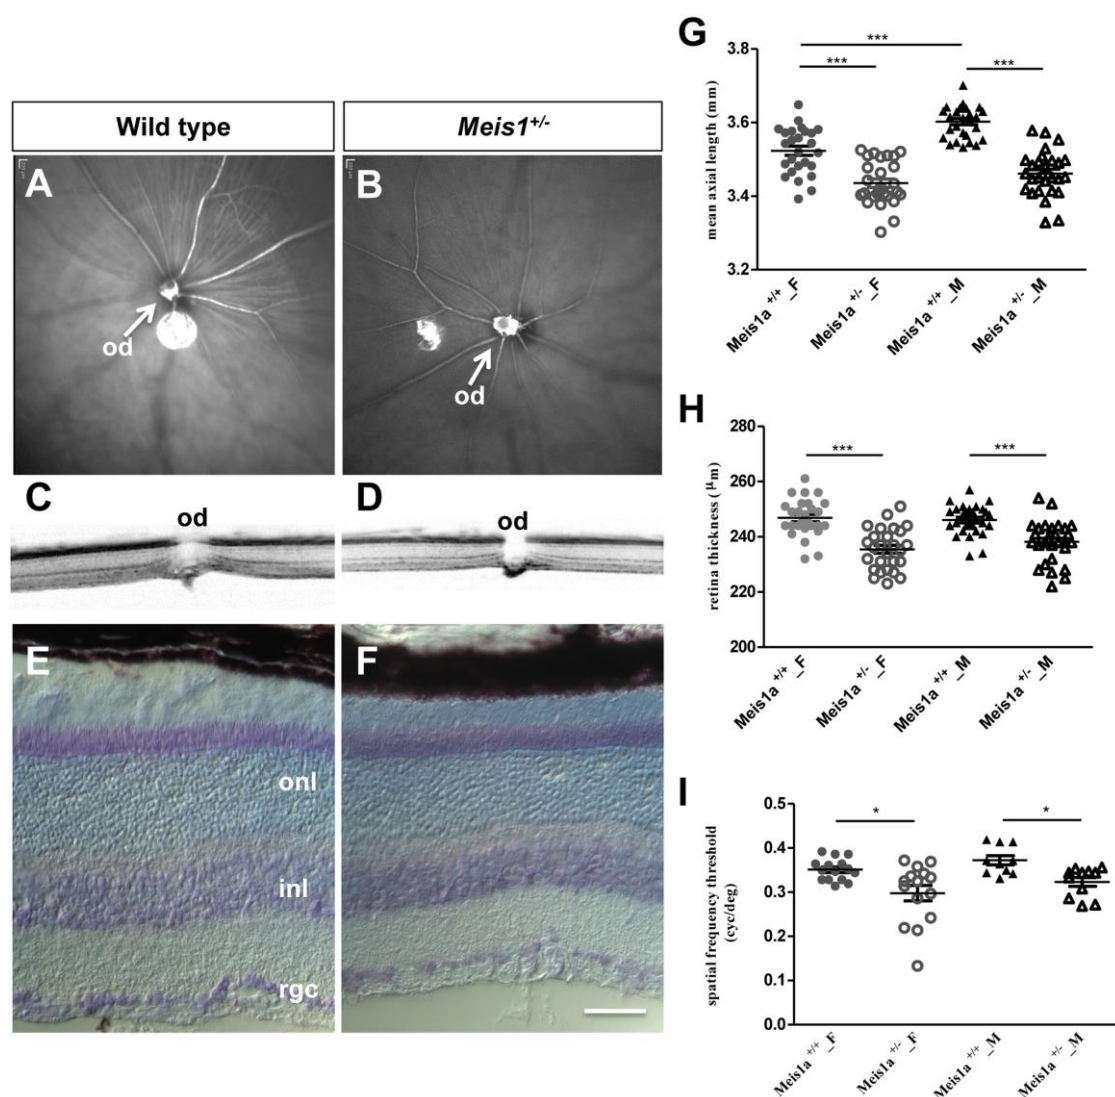 Wild type
Meis1+/-
A
od
B
od
C
od
D
od
E
onl
inl
rgc
F
G
mean axial length (mm)
3.8
3.6
3.4
3.2
***
***
***
Meis1a+/+_F
Meis1a+/-_F
Meis1a+/+_M
Meis1a+/-_M
H
retina thickness (μm)
280
260
240
220
200
***
***
Meis1a+/+_F
Meis1a+/-_F
Meis1a+/+_M
Meis1a+/-_M
I
spatial frequency threshold
(cyc/deg)
0.5
0.4
0.3
0.2
0.1
0.0
*
*
Meis1a+/+_F
Meis1a+/-_F
Meis1a+/+_M
Meis1a+/-_M